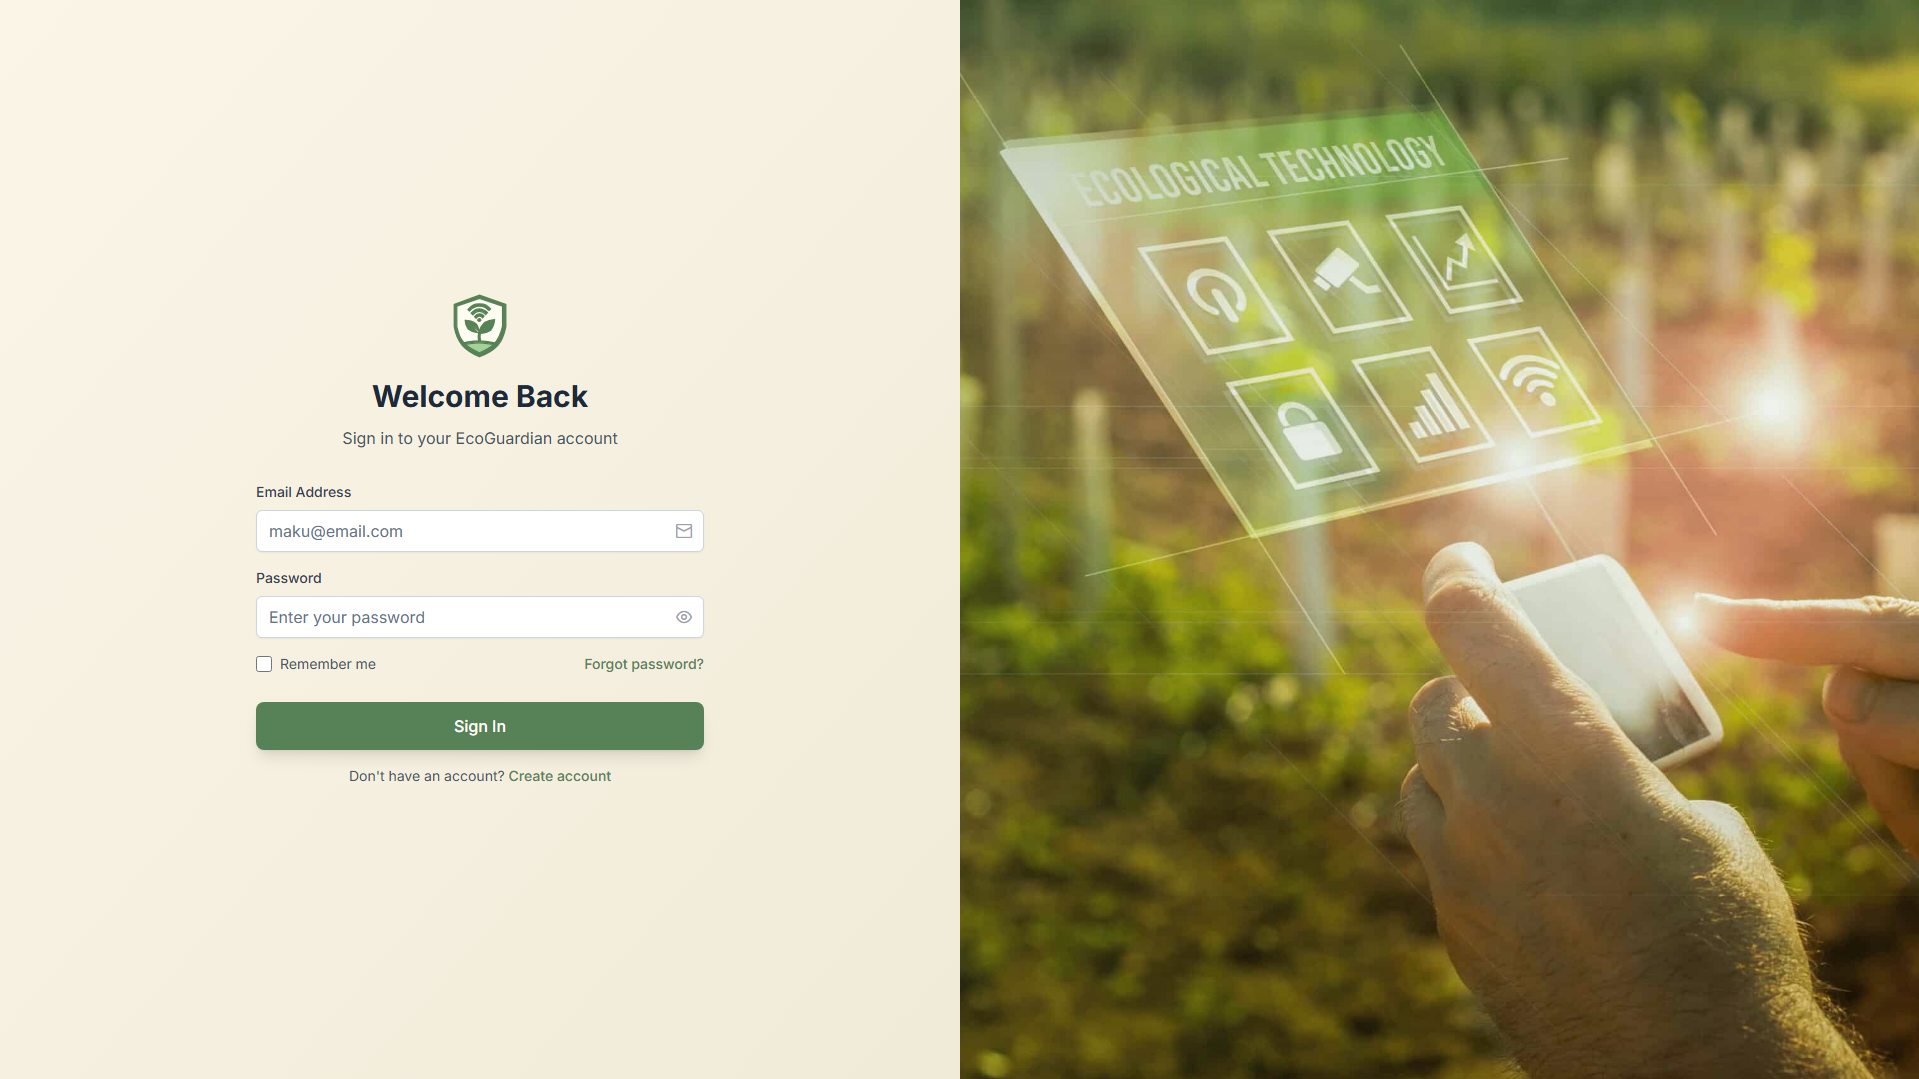 Welcome Back
Sign in to your EcoGuardian account
Email Address
maku@email.com
Password
Enter your password
Remember me
Forgot password?
Sign In
Don't have an account? Create account
ECOLOGICAL TECHNOLOGY